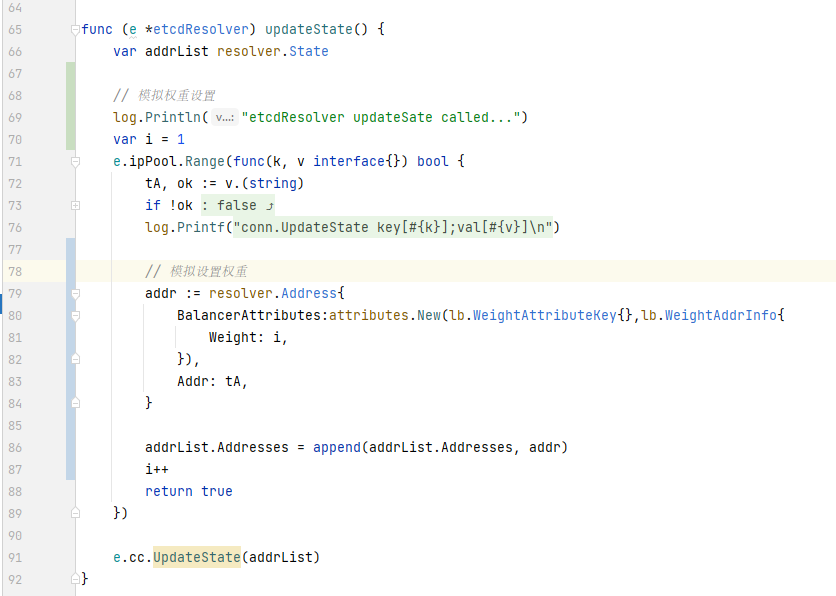 64
65 func (e *etcdResolver) updateState() {
66 var addrList resolver.State
67
68 // 模拟权重设置
69 log.Println( v...: "etcdResolver updateSate called...")
70 var i = 1
71 e.ipPool.Range(func(k, v interface{}) bool {
72 tA, ok := v.(string)
73 if !ok : false ⤴
76 log.Printf("conn.UpdateState key[#{k}];val[#{v}]\n")
77
78 // 模拟设置权重
79 addr := resolver.Address{
80 BalancerAttributes:attributes.New(lb.WeightAttributeKey{},lb.WeightAddrInfo{
81 Weight: i,
82 }),
83 Addr: tA,
84 }
85
86 addrList.Addresses = append(addrList.Addresses, addr)
87 i++
88 return true
89 })
90
91 e.cc.UpdateState(addrList)
92 }